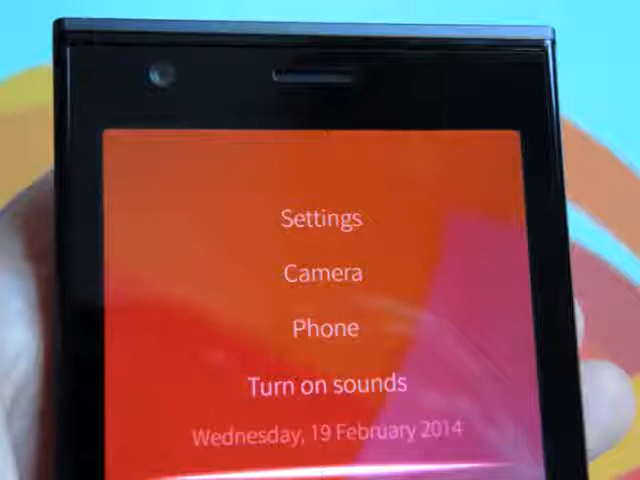 Settings
Camera
Phone
Turn on sounds
Wednesday, 19 February 2014